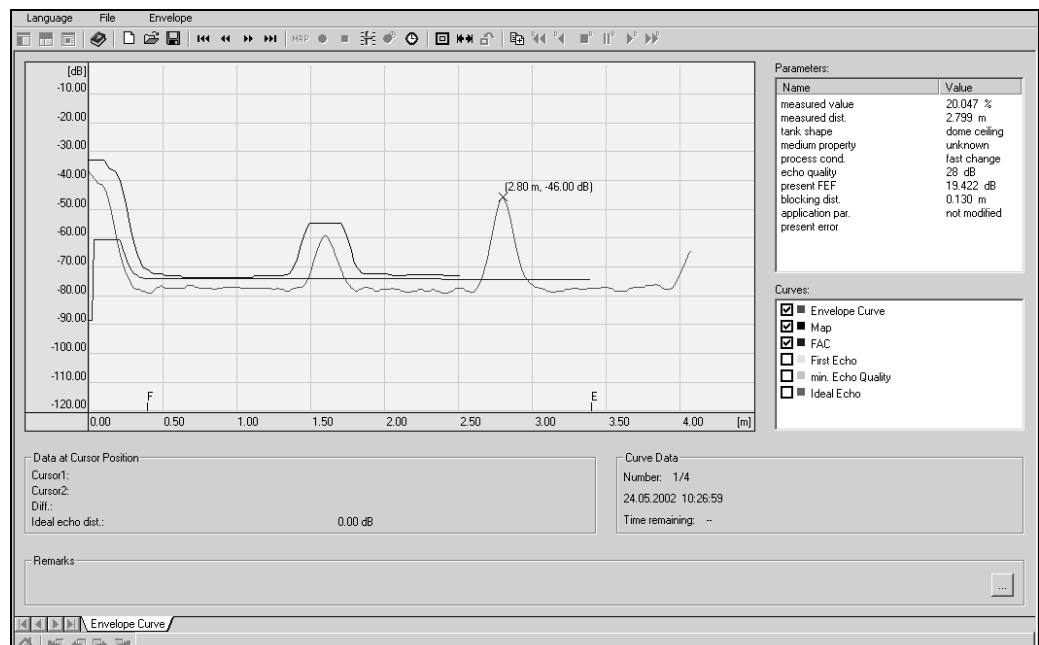 Language File Envelope
MAP
[dB]
-10.00
-20.00
-30.00
-40.00
-50.00
-60.00
-70.00
-80.00
-90.00
-100.00
-110.00
-120.00
(2.80 m, -46.00 dB)
F
E
0.00 0.50 1.00 1.50 2.00 2.50 3.00 3.50 4.00 [m]
Parameters:
Name Value
measured value 20.047 %
measured dist. 2.799 m
tank shape dome ceiling
medium property unknown
process cond. fast change
echo quality 28 dB
present FEF 19.422 dB
blocking dist. 0.130 m
application par. not modified
present error
Curves:
Envelope Curve
Map
FAC
First Echo
min. Echo Quality
Ideal Echo
Data at Cursor Position
Cursor1:
Cursor2:
Diff.:
Ideal echo dist.: 0.00 dB
Curve Data
Number: 1/4
24.05.2002 10:26:59
Time remaining: --
Remarks
...
Envelope Curve